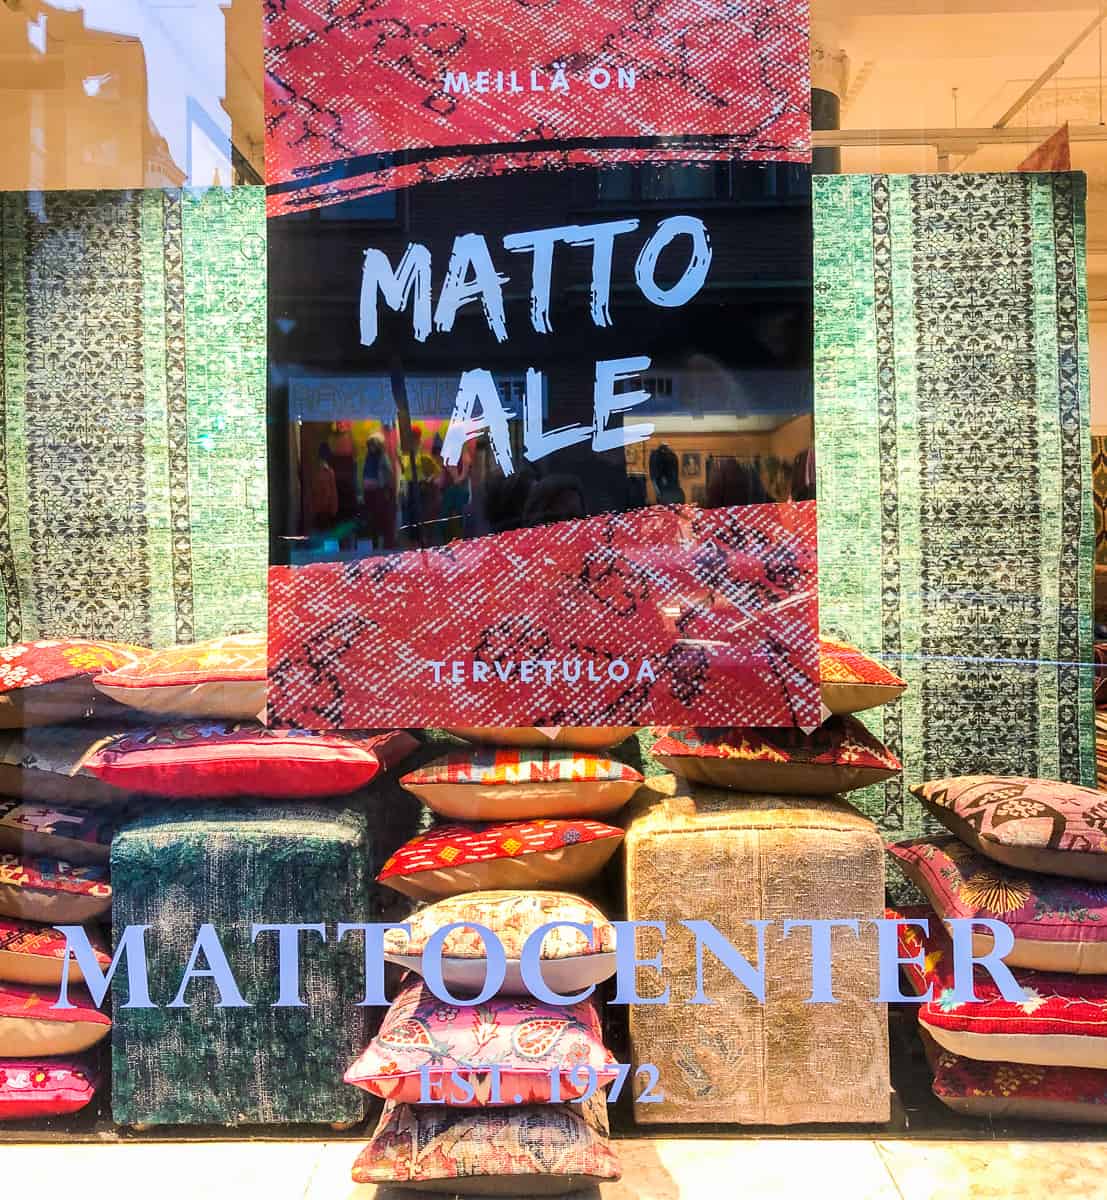 MEILLÄ ON
MATTO
ALE
TERVETULOA
MATTOCENTER
EST. 1972